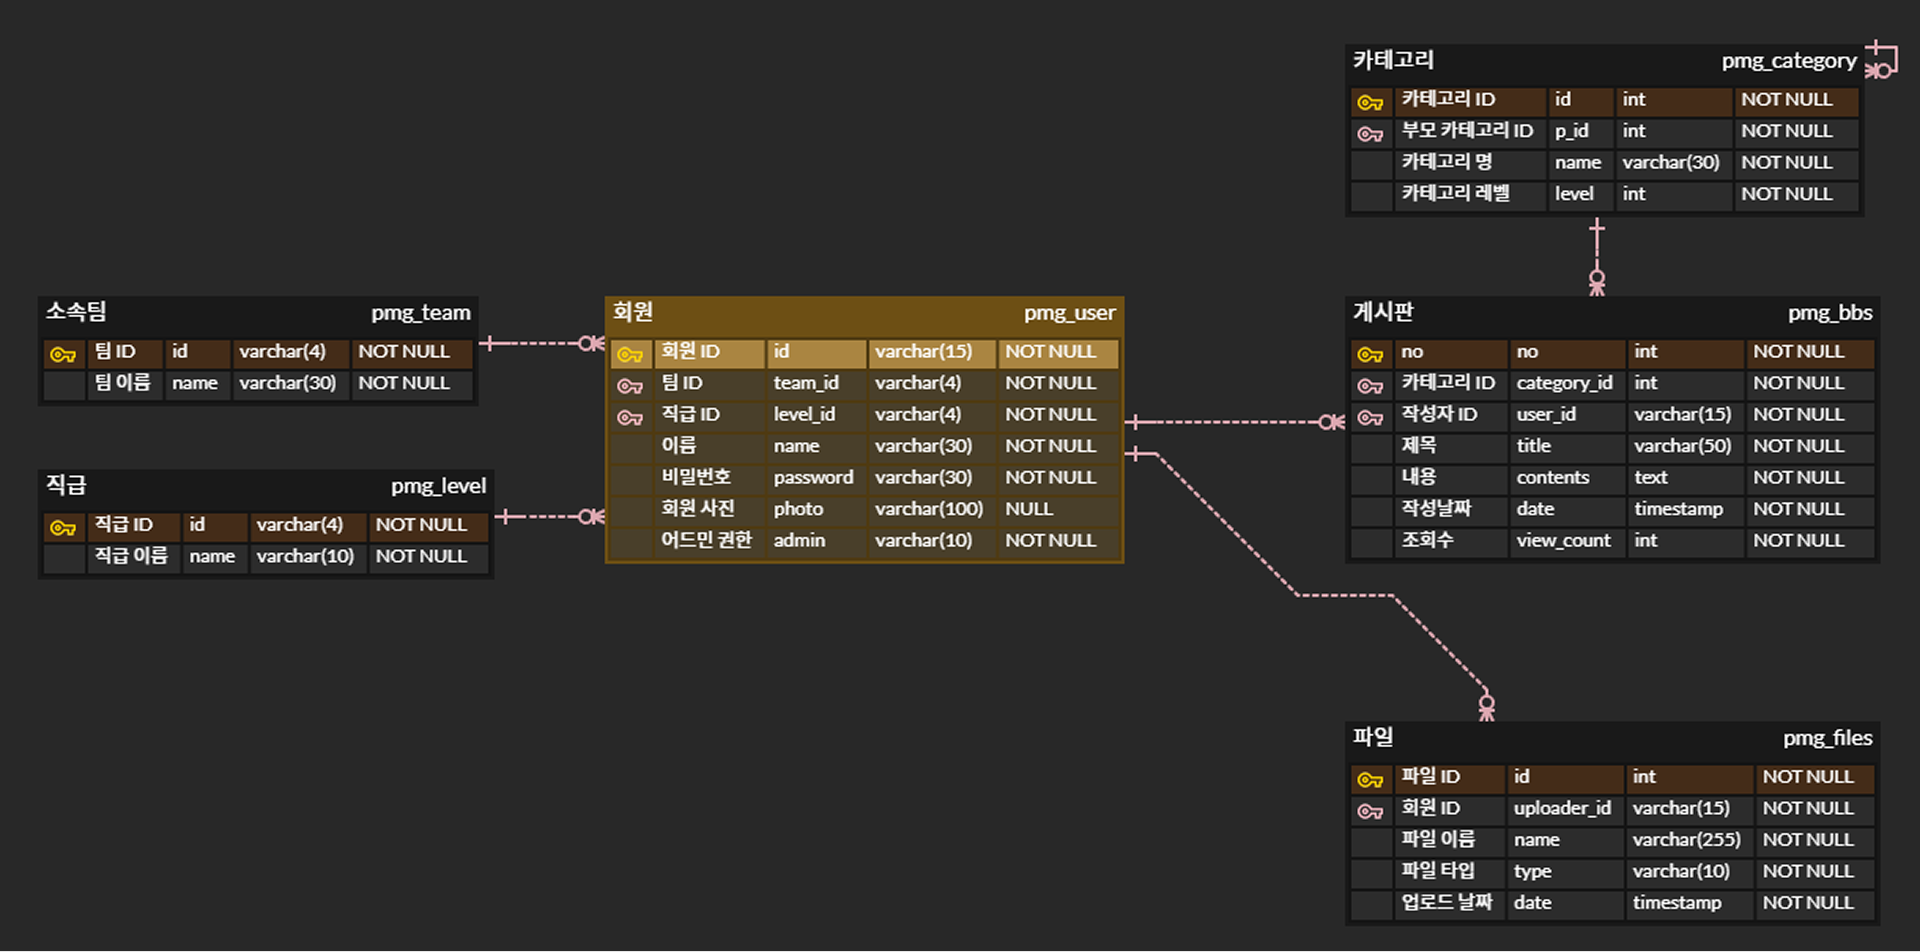 카테고리 pmg_category
카테고리 ID id int NOT NULL
부모 카테고리 ID p_id int NOT NULL
카테고리 명 name varchar(30) NOT NULL
카테고리 레벨 level int NOT NULL
소속팀 pmg_team
팀 ID id varchar(4) NOT NULL
팀 이름 name varchar(30) NOT NULL
직급 pmg_level
직급 ID id varchar(4) NOT NULL
직급 이름 name varchar(10) NOT NULL
회원 pmg_user
회원 ID id varchar(15) NOT NULL
팀 ID team_id varchar(4) NOT NULL
직급 ID level_id varchar(4) NOT NULL
이름 name varchar(30) NOT NULL
비밀번호 password varchar(30) NOT NULL
회원 사진 photo varchar(100) NULL
어드민 권한 admin varchar(10) NOT NULL
게시판 pmg_bbs
no no int NOT NULL
카테고리 ID category_id int NOT NULL
작성자 ID user_id varchar(15) NOT NULL
제목 title varchar(50) NOT NULL
내용 contents text NOT NULL
작성날짜 date timestamp NOT NULL
조회수 view_count int NOT NULL
파일 pmg_files
파일 ID id int NOT NULL
회원 ID uploader_id varchar(15) NOT NULL
파일 이름 name varchar(255) NOT NULL
파일 타입 type varchar(10) NOT NULL
업로드 날짜 date timestamp NOT NULL